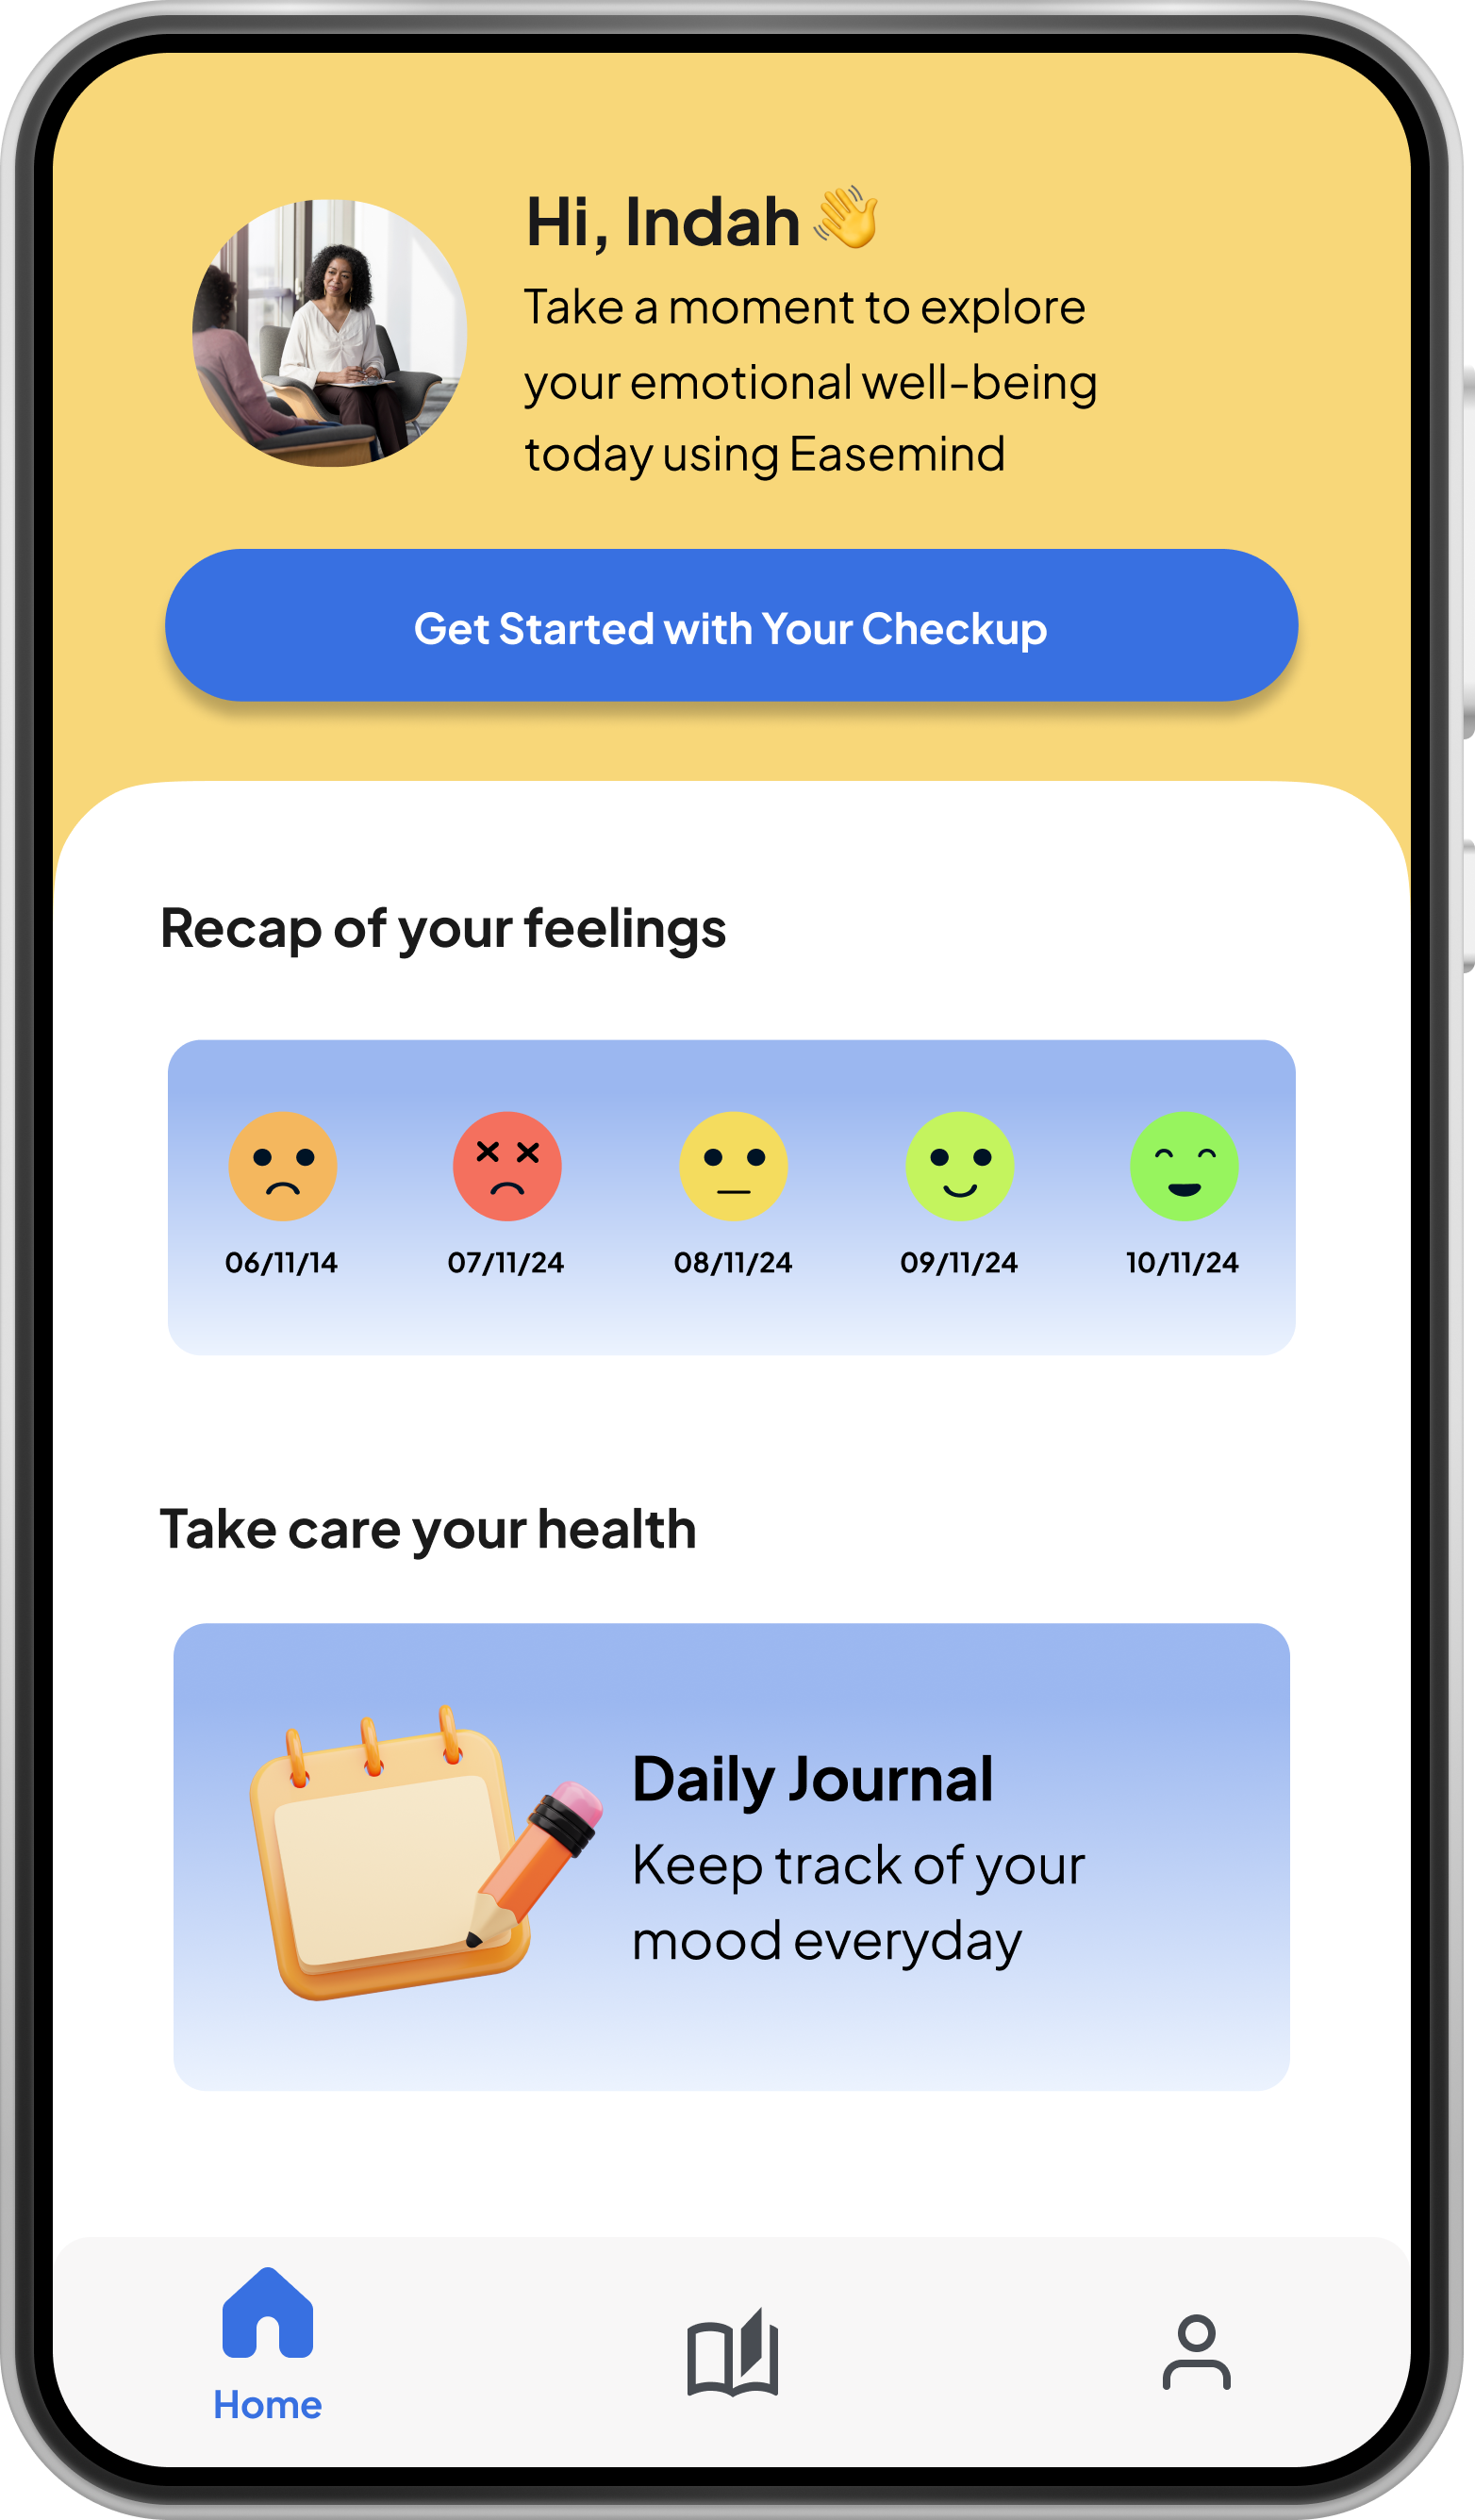 Hi, Indah 👋
Take a moment to explore
your emotional well-being
today using Easemind
Get Started with Your Checkup
Recap of your feelings
06/11/14 07/11/24 08/11/24 09/11/24 10/11/24
Take care your health
Daily Journal
Keep track of your
mood everyday
Home